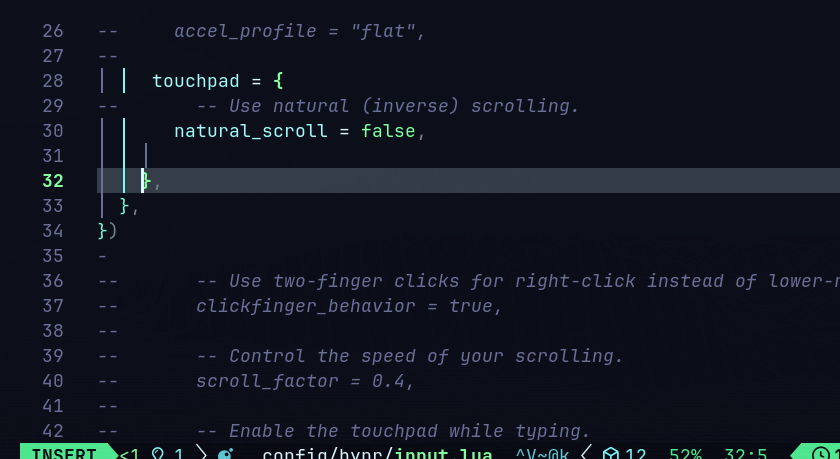 26 --     accel_profile = "flat",
27 --
28    touchpad = {
29 --       -- Use natural (inverse) scrolling.
30       natural_scroll = false,
31
32    },
33  },
34 })
35 -
36 --       -- Use two-finger clicks for right-click instead of lower-
37 --       clickfinger_behavior = true,
38 --
39 --       -- Control the speed of your scrolling.
40 --       scroll_factor = 0.4,
41 --
42 --       -- Enable the touchpad while typing.
INSERT <1 1 config/hypr/input.lua ^V~@k 12 52% 32:5